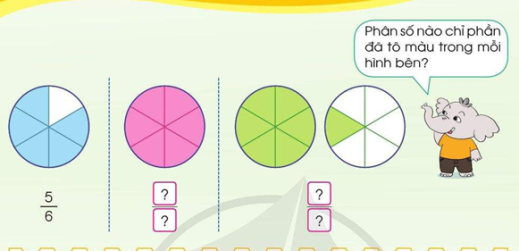 Phân số nào chỉ phần
đã tô màu trong mỗi
hình bên?
5
6
?
?
?
?